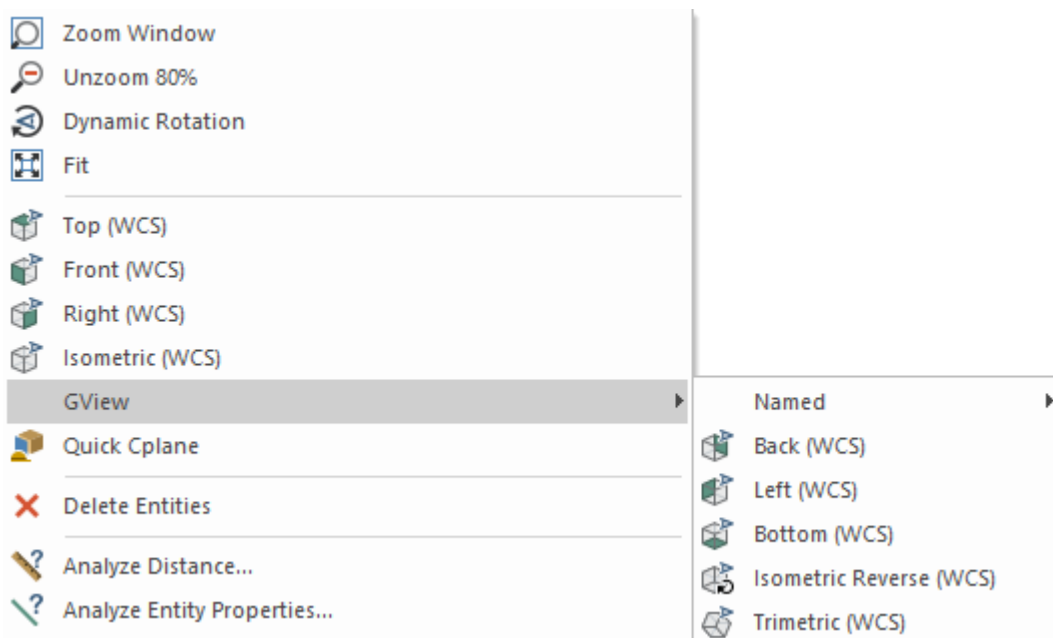 Zoom Window
Unzoom 80%
Dynamic Rotation
Fit
Top (WCS)
Front (WCS)
Right (WCS)
Isometric (WCS)
GView
Quick Cplane
Delete Entities
Analyze Distance...
Analyze Entity Properties...
Named
Back (WCS)
Left (WCS)
Bottom (WCS)
Isometric Reverse (WCS)
Trimetric (WCS)